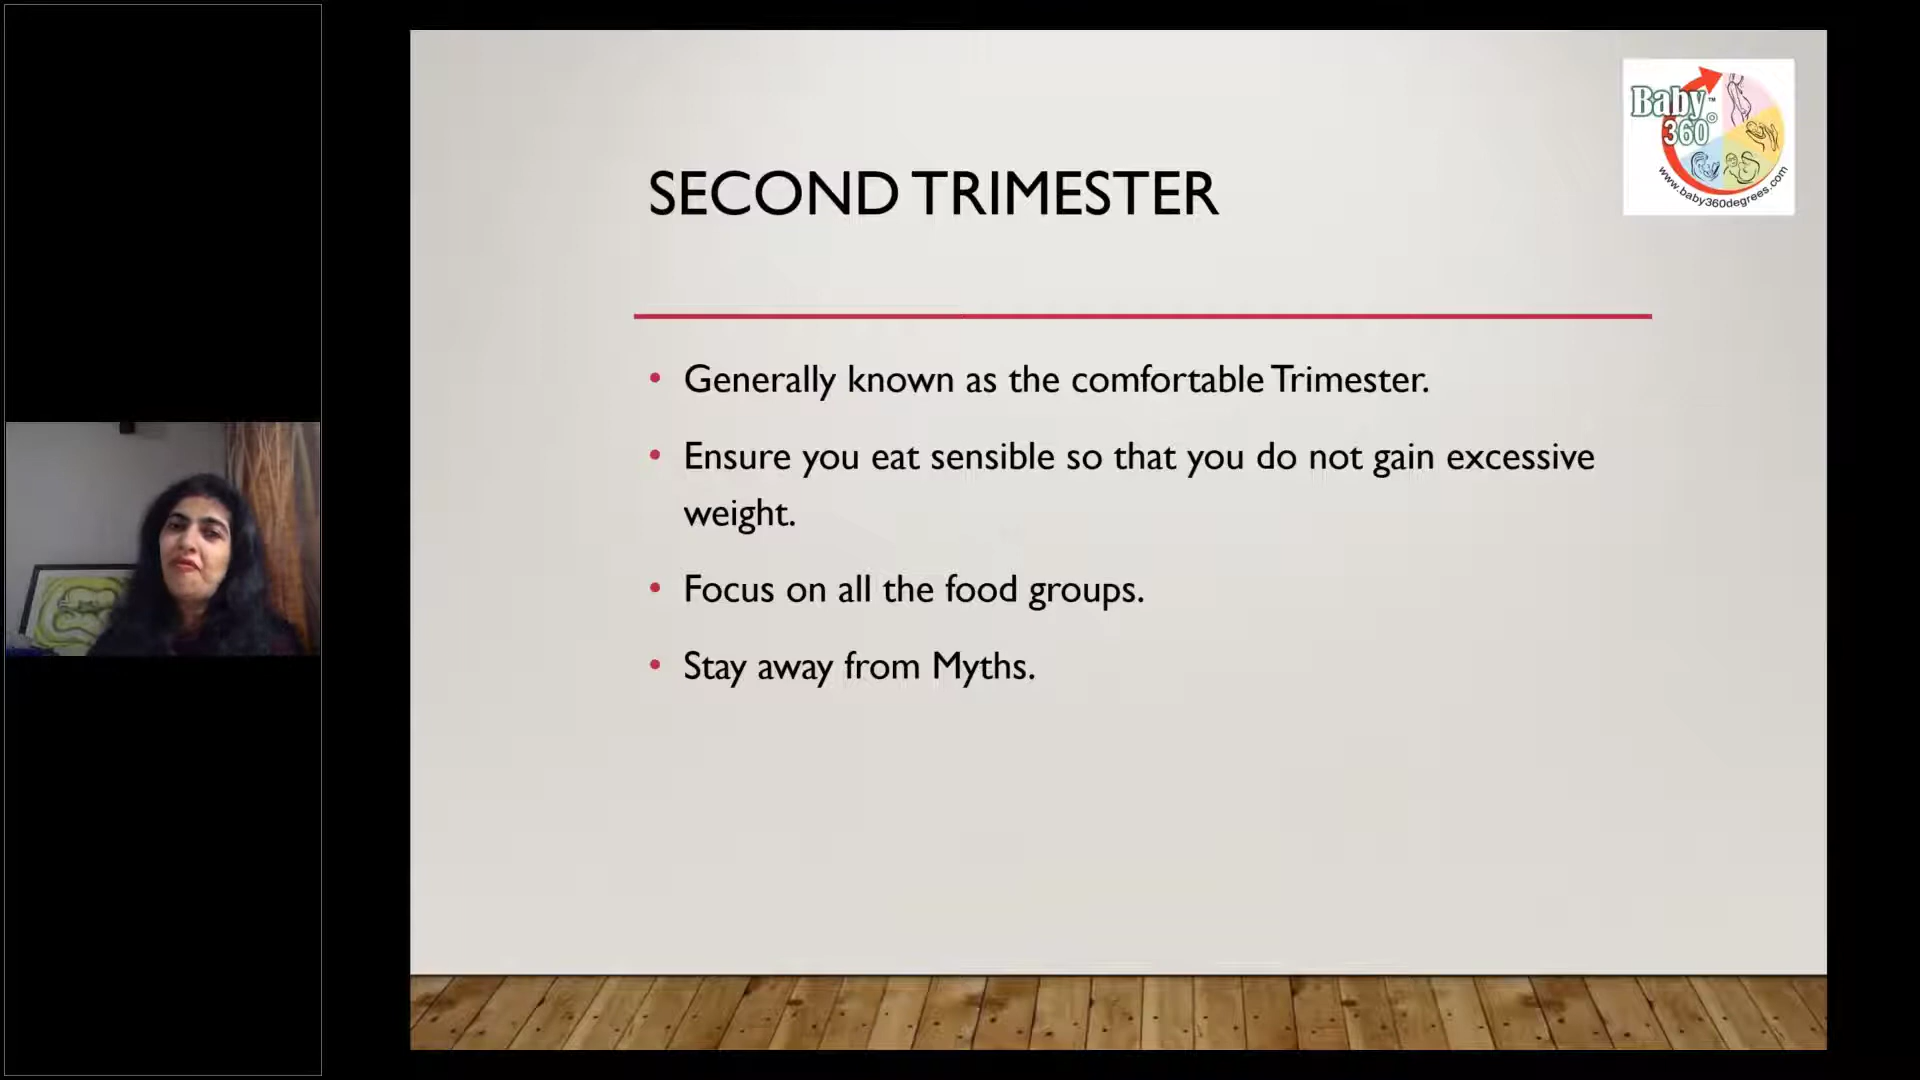 Baby™
360°
www.baby360degrees.com
SECOND TRIMESTER
• Generally known as the comfortable Trimester.
• Ensure you eat sensible so that you do not gain excessive
weight.
• Focus on all the food groups.
• Stay away from Myths.